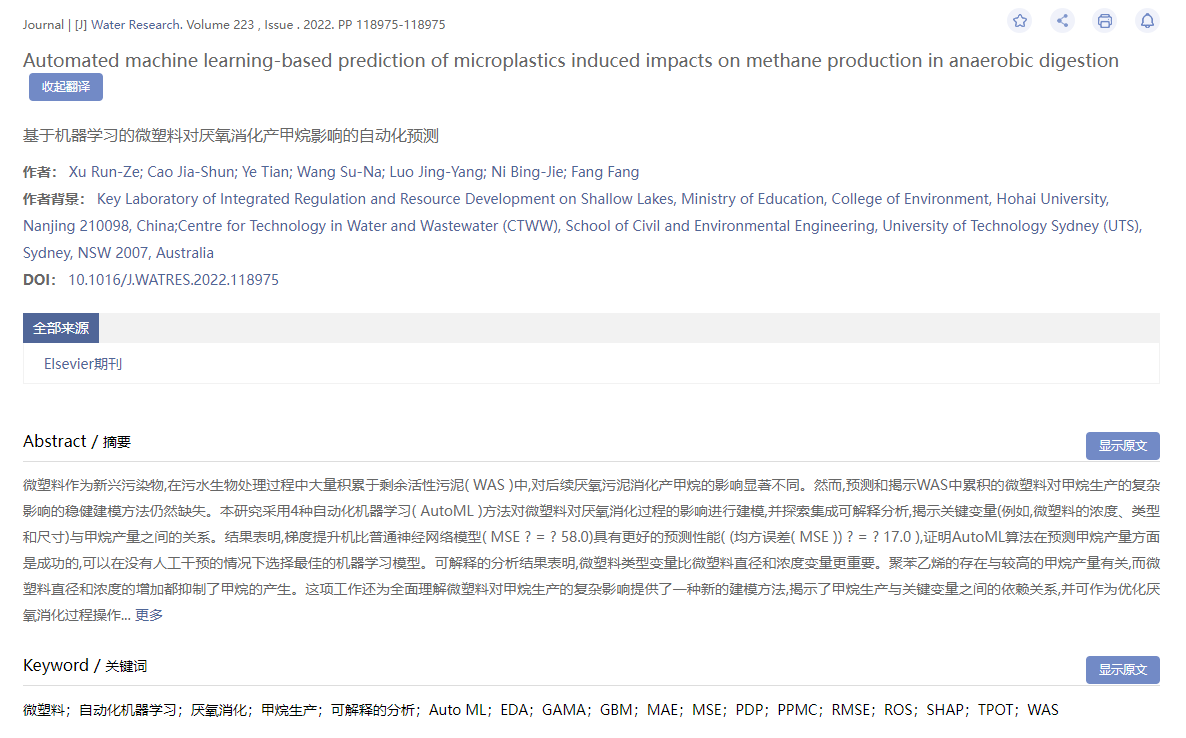 Journal | [J] Water Research. Volume 223 , Issue . 2022. PP 118975-118975
Automated machine learning-based prediction of microplastics induced impacts on methane production in anaerobic digestion
收起翻译
基于机器学习的微塑料对厌氧消化产甲烷影响的自动化预测
作者： Xu Run-Ze; Cao Jia-Shun; Ye Tian; Wang Su-Na; Luo Jing-Yang; Ni Bing-Jie; Fang Fang
作者背景： Key Laboratory of Integrated Regulation and Resource Development on Shallow Lakes, Ministry of Education, College of Environment, Hohai University,
Nanjing 210098, China;Centre for Technology in Water and Wastewater (CTWW), School of Civil and Environmental Engineering, University of Technology Sydney (UTS),
Sydney, NSW 2007, Australia
DOI： 10.1016/J.WATRES.2022.118975
全部来源
Elsevier期刊
Abstract / 摘要
显示原文
微塑料作为新兴污染物,在污水生物处理过程中大量积累于剩余活性污泥( WAS )中,对后续厌氧污泥消化产甲烷的影响显著不同。然而,预测和揭示WAS中累积的微塑料对甲烷生产的复杂
影响的稳健建模方法仍然缺失。本研究采用4种自动化机器学习( AutoML )方法对微塑料对厌氧消化过程的影响进行建模,并探索集成可解释分析,揭示关键变量(例如,微塑料的浓度、类型
和尺寸)与甲烷产量之间的关系。结果表明,梯度提升机比普通神经网络模型( MSE ? = ? 58.0)具有更好的预测性能( (均方误差( MSE )) ? = ? 17.0 ),证明AutoML算法在预测甲烷产量方面
是成功的,可以在没有人工干预的情况下选择最佳的机器学习模型。可解释的分析结果表明,微塑料类型变量比微塑料直径和浓度变量更重要。聚苯乙烯的存在与较高的甲烷产量有关,而微
塑料直径和浓度的增加都抑制了甲烷的产生。这项工作还为全面理解微塑料对甲烷生产的复杂影响提供了一种新的建模方法,揭示了甲烷生产与关键变量之间的依赖关系,并可作为优化厌
氧消化过程操作... 更多
Keyword / 关键词
显示原文
微塑料；自动化机器学习；厌氧消化；甲烷生产；可解释的分析；Auto ML；EDA；GAMA；GBM；MAE；MSE；PDP；PPMC；RMSE；ROS；SHAP；TPOT；WAS